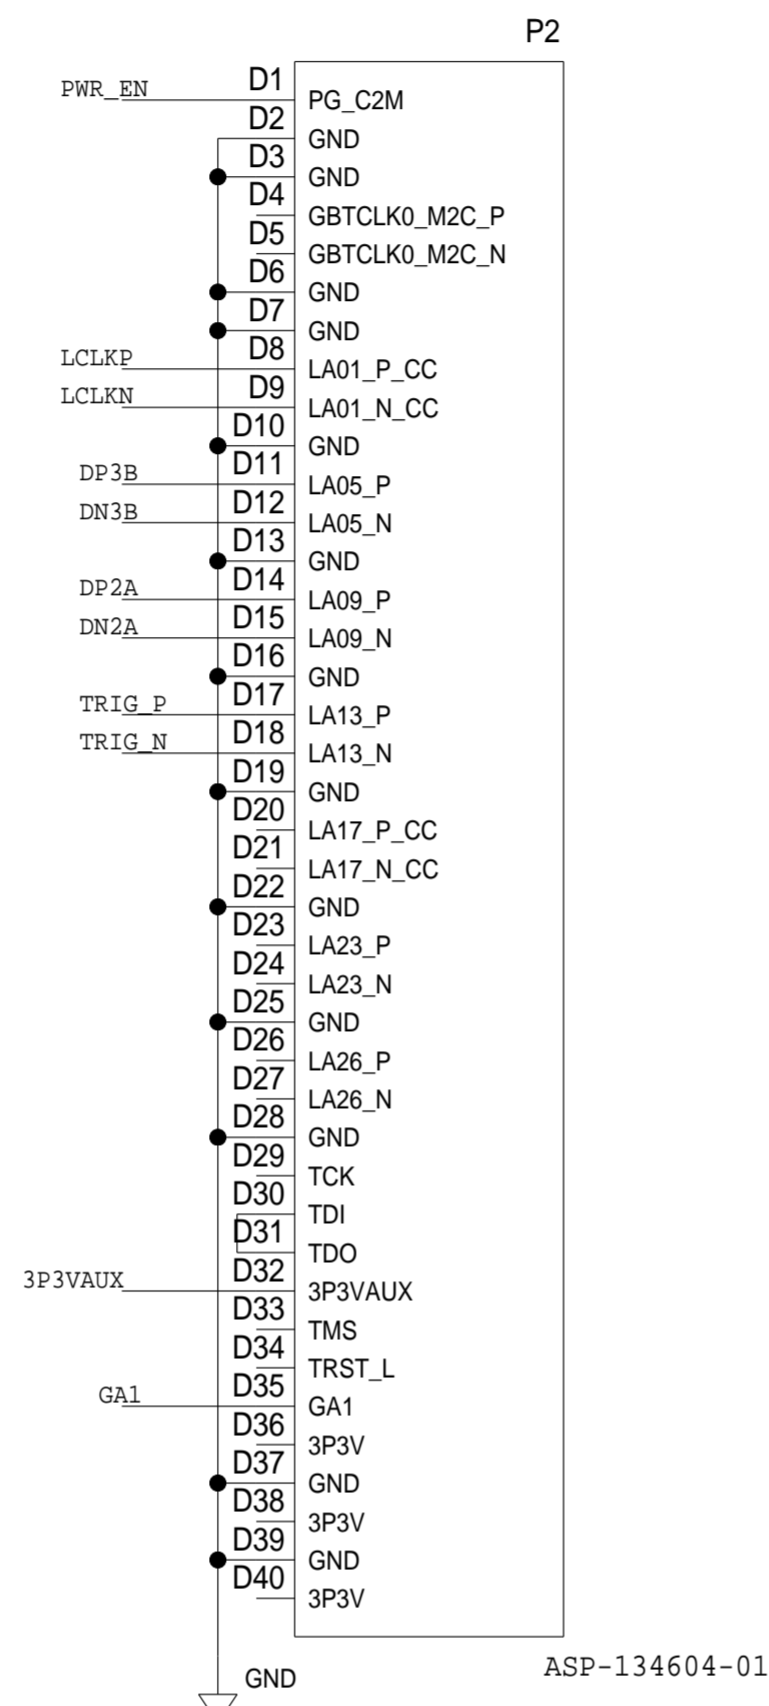 P2
D1
PWR_EN
PG_C2M
D2
GND
D3
GND
D4
GBTCLK0_M2C_P
D5
GBTCLK0_M2C_N
D6
GND
D7
GND
D8
LCLKP
LA01_P_CC
D9
LCLKN
LA01_N_CC
D10
GND
D11
DP3B
LA05_P
D12
DN3B
LA05_N
D13
GND
D14
DP2A
LA09_P
D15
DN2A
LA09_N
D16
GND
D17
TRIG_P
LA13_P
D18
TRIG_N
LA13_N
D19
GND
D20
LA17_P_CC
D21
LA17_N_CC
D22
GND
D23
LA23_P
D24
LA23_N
D25
GND
D26
LA26_P
D27
LA26_N
D28
GND
D29
TCK
D30
TDI
D31
TDO
D32
3P3VAUX
3P3VAUX
D33
TMS
D34
TRST_L
D35
GA1
GA1
D36
3P3V
D37
GND
D38
3P3V
D39
GND
D40
3P3V
ASP-134604-01
GND